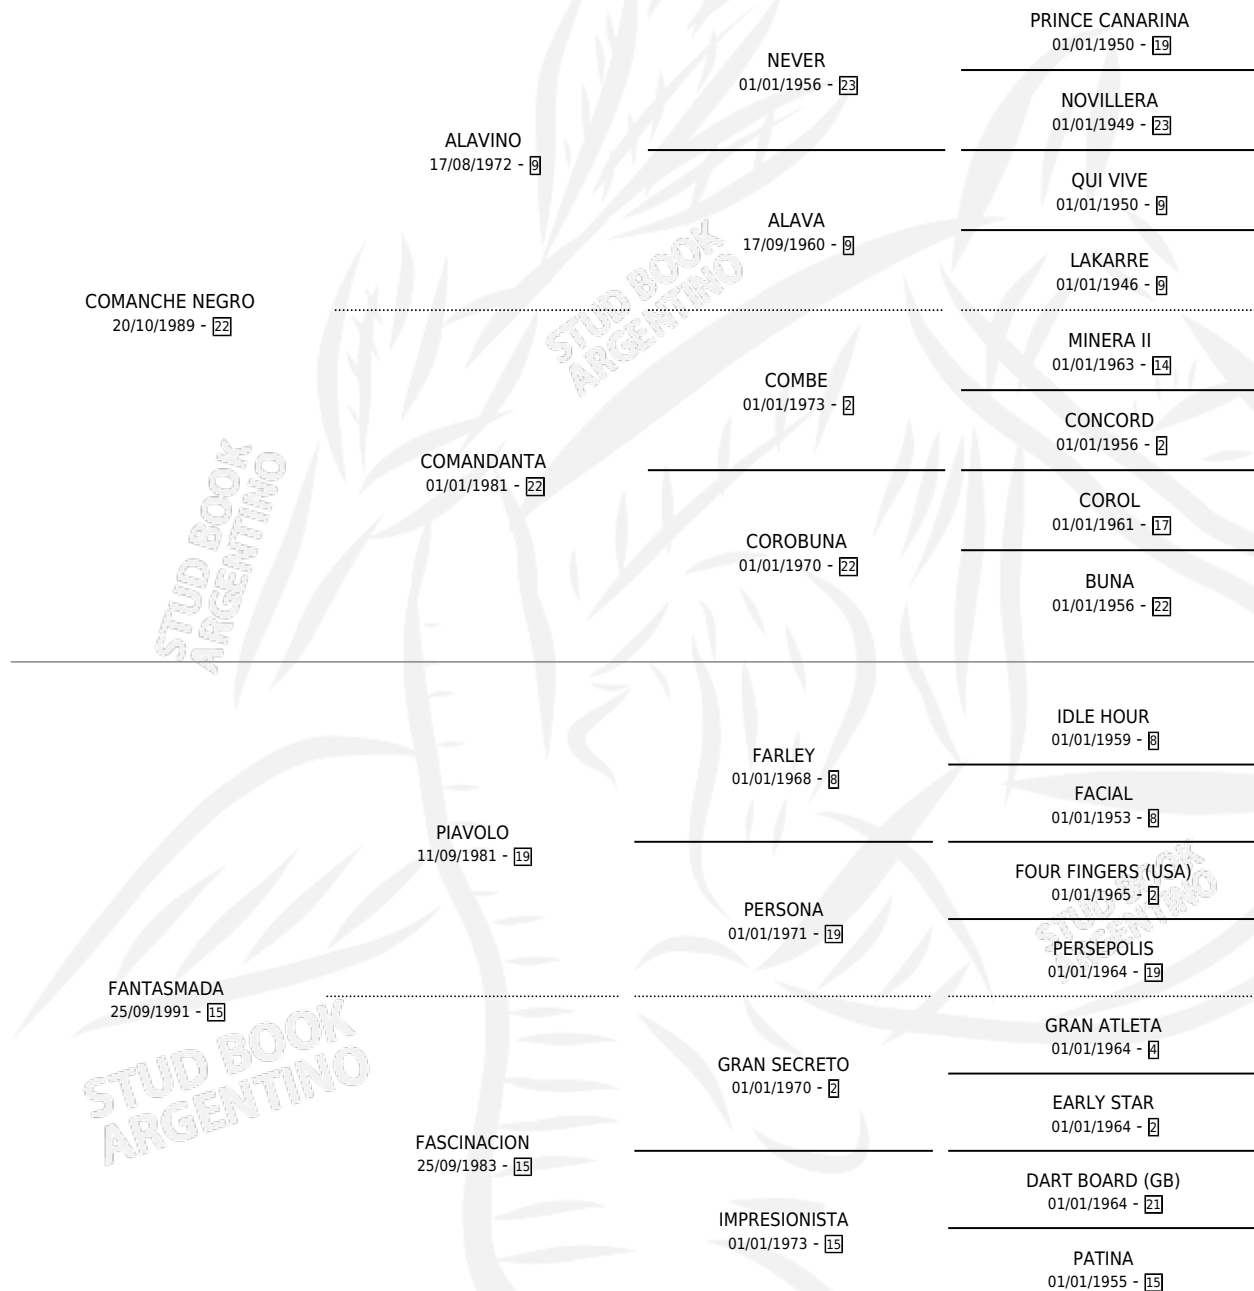 PRINCE CANARINA
01/01/1950 - 19
NEVER
01/01/1956 - 23
NOVILLERA
01/01/1949 - 23
ALAVINO
17/08/1972 - 9
QUI VIVE
01/01/1950 - 9
ALAVA
17/09/1960 - 9
LAKARRE
01/01/1946 - 9
COMANCHE NEGRO
20/10/1989 - 22
MINERA II
01/01/1963 - 14
COMBE
01/01/1973 - 2
CONCORD
01/01/1956 - 2
COMANDANTA
01/01/1981 - 22
COROL
01/01/1961 - 17
COROBUNA
01/01/1970 - 22
BUNA
01/01/1956 - 22
IDLE HOUR
01/01/1959 - 8
FARLEY
01/01/1968 - 8
FACIAL
01/01/1953 - 8
PIAVOLO
11/09/1981 - 19
FOUR FINGERS (USA)
01/01/1965 - 2
PERSONA
01/01/1971 - 19
PERSEPOLIS
01/01/1964 - 19
FANTASMADA
25/09/1991 - 15
GRAN ATLETA
01/01/1964 - 4
GRAN SECRETO
01/01/1970 - 2
EARLY STAR
01/01/1964 - 2
FASCINACION
25/09/1983 - 15
DART BOARD (GB)
01/01/1964 - 21
IMPRESIONISTA
01/01/1973 - 15
PATINA
01/01/1955 - 15
STUD BOOK
ARGENTINO
STUD BOOK
ARGENTINO
STUD BOOK
ARGENTINO
STUD BOOK
ARGENTINO